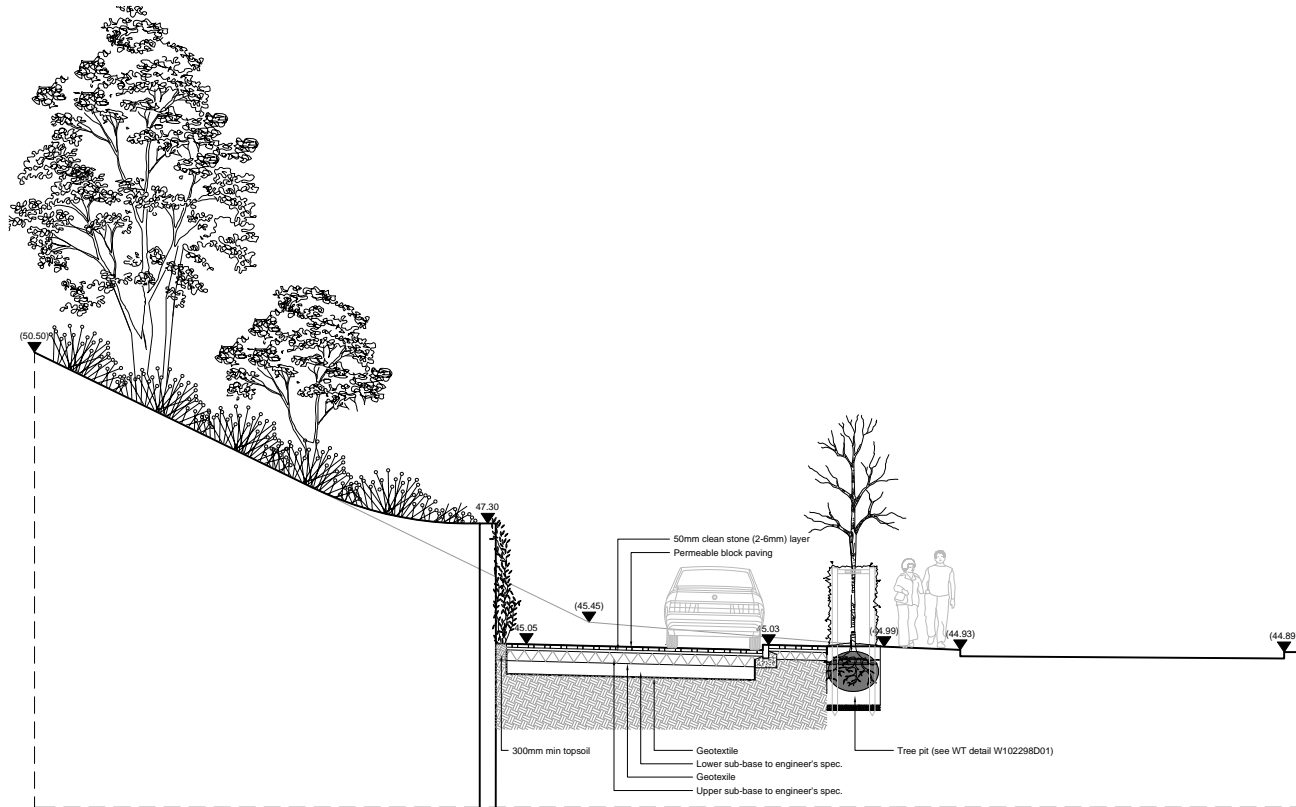 (50.50)
47.30
50mm clean stone (2-6mm) layer
Permeable block paving
(45.45)
45.05
45.03
(44.99)
(44.93)
(44.89
300mm min topsoil
Geotextile
Tree pit (see WT detail W102298D01)
Lower sub-base to engineer's spec.
Geotexile
Upper sub-base to engineer's spec.